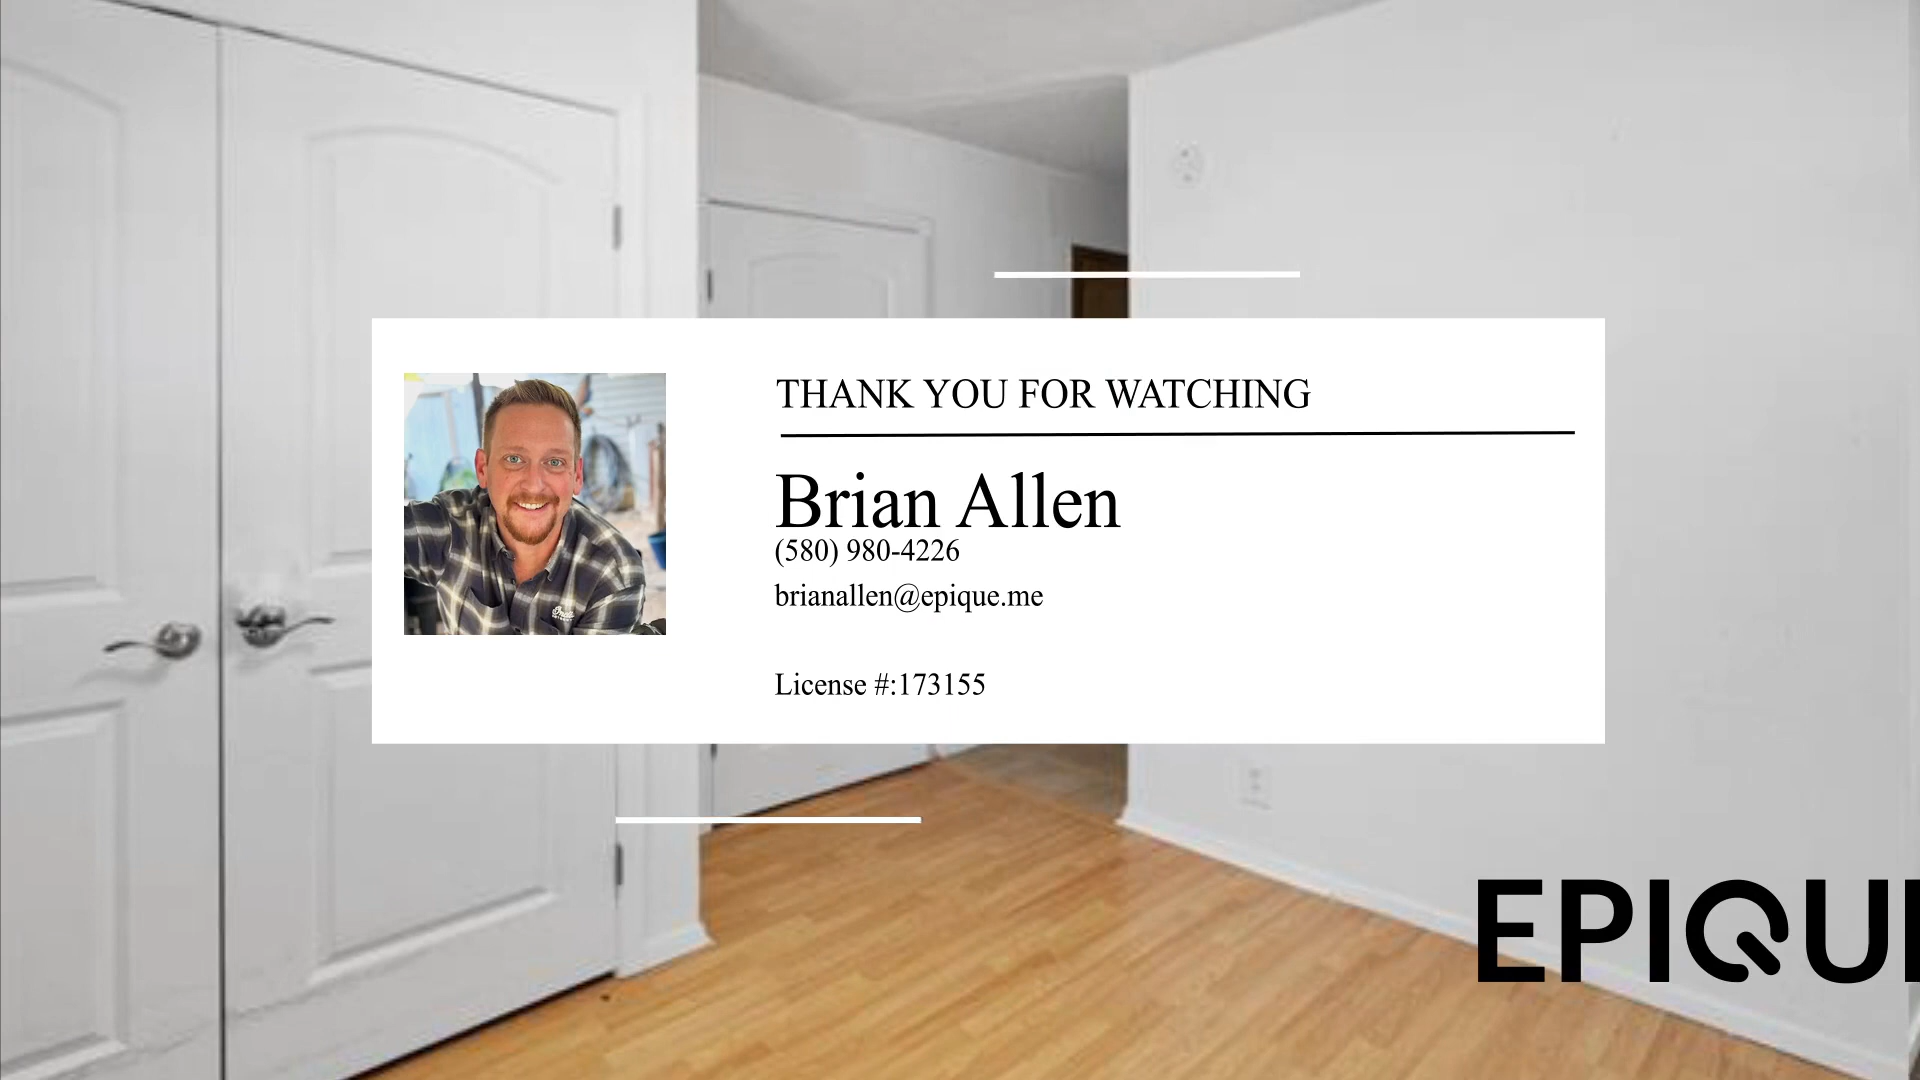 THANK YOU FOR WATCHING
Brian Allen
(580) 980-4226
brianallen@epique.me
License #:173155
EPIQU